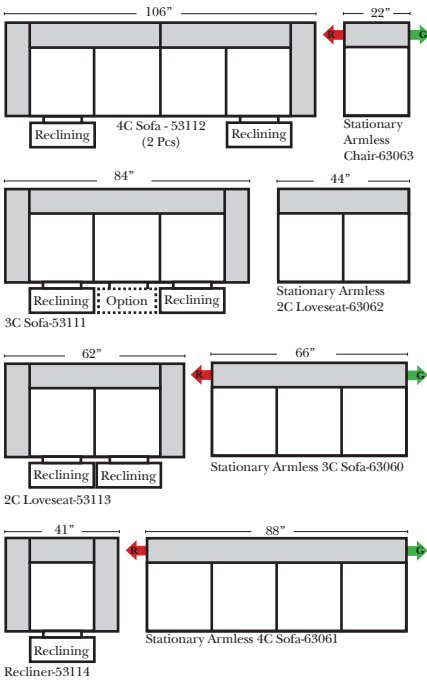 106”
22”
R
G
Reclining
4C Sofa - 53112
(2 Pcs)
Reclining
Stationary
Armless
Chair-63063
84”
44”
Reclining
Option
Reclining
3C Sofa-53111
Stationary Armless
2C Loveseat-63062
62”
66”
R
G
Reclining
Reclining
2C Loveseat-53113
Stationary Armless 3C Sofa-63060
41”
88”
R
G
Reclining
Recliner-53114
Stationary Armless 4C Sofa-63061